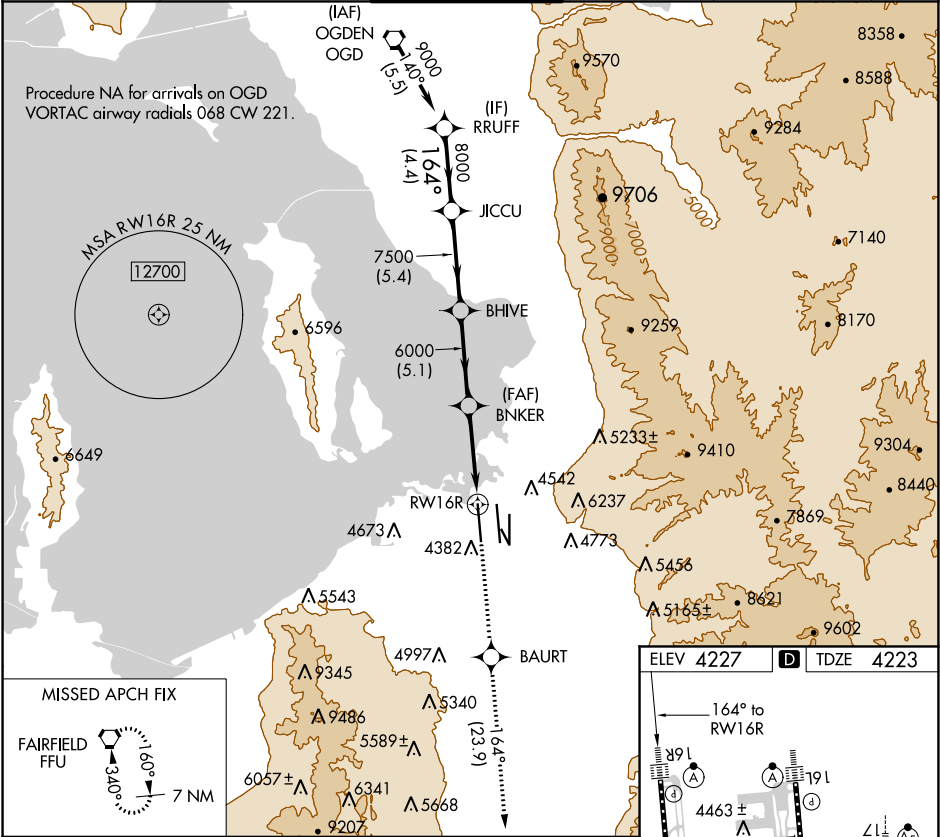 (IAF)
OGDEN
OGD
9000
140°
(5.5)
Procedure NA for arrivals on OGD
VORTAC airway radials 068 CW 221.
(IF)
RRUFF
8000
164°
(4.4)
JICCU
7500
(5.4)
BHIVE
6000
(5.1)
(FAF)
BNKER
RW16R
MSA RW16R 25 NM
12700
6596
6649
8358
9570
8588
9284
9706
5000
7000
9000
7140
8170
9259
5233±
9410
9304
8440
4542
6237
7869
4673
4382
4773
5456
5543
5165±
8621
9602
4997
BAURT
9345
5340
9486
5589±
164°
(23.9)
6057±
6341
5668
9207
MISSED APCH FIX
FAIRFIELD
FFU
160°
340°
7 NM
ELEV 4227
D
TDZE 4223
164° to
RW16R
16R
A
A
16L
P
P
4463 ±
17